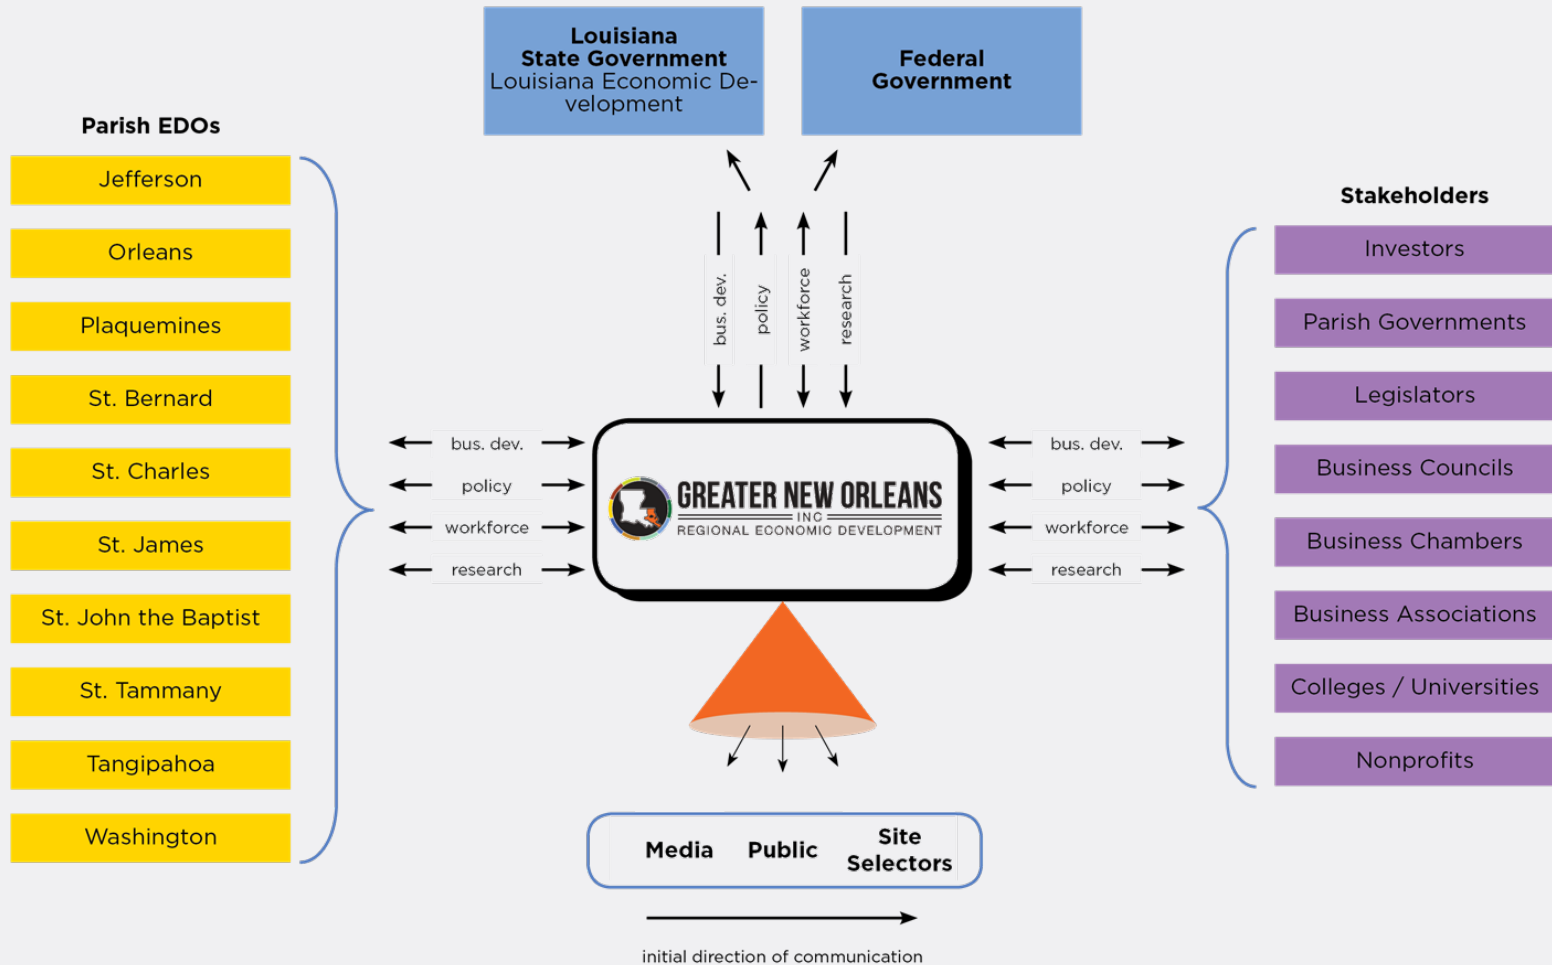 Louisiana
State Government
Louisiana Economic De-
velopment
Federal
Government
Parish EDOs
Jefferson
Orleans
Plaquemines
St. Bernard
St. Charles
St. James
St. John the Baptist
St. Tammany
Tangipahoa
Washington
bus. dev.
policy
workforce
research
bus. dev.
policy
workforce
research
GREATER NEW ORLEANS
INC
REGIONAL ECONOMIC DEVELOPMENT
bus. dev.
policy
workforce
research
Stakeholders
Investors
Parish Governments
Legislators
Business Councils
Business Chambers
Business Associations
Colleges / Universities
Nonprofits
Media
Public
Site
Selectors
initial direction of communication